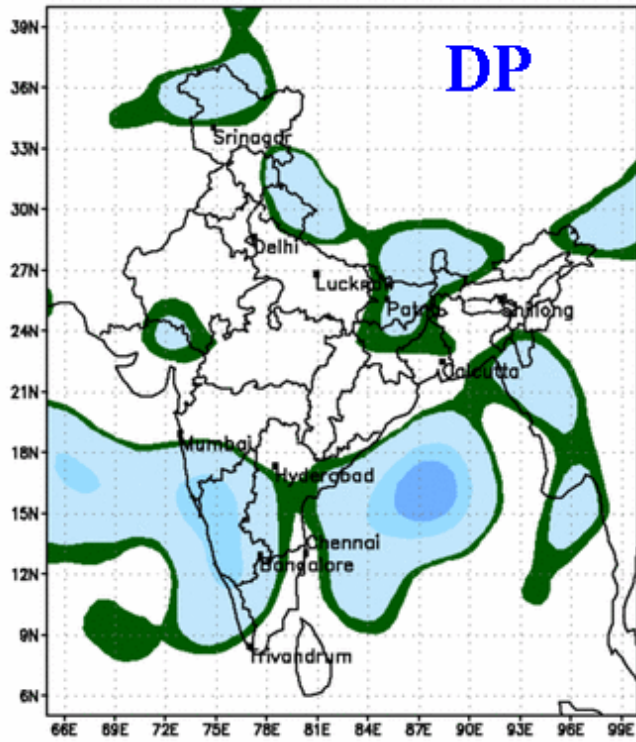 39N
DP
36N
Srinagar
33N
30N
Delhi
27N
Lucknow
Patna
Shilong
24N
Calcutta
21N
18N
Mumbai
Hyderabad
15N
Chennai
12N
Bangalore
9N
Trivandrum
6N
66E 69E 72E 75E 78E 81E 84E 87E 90E 93E 96E 99E